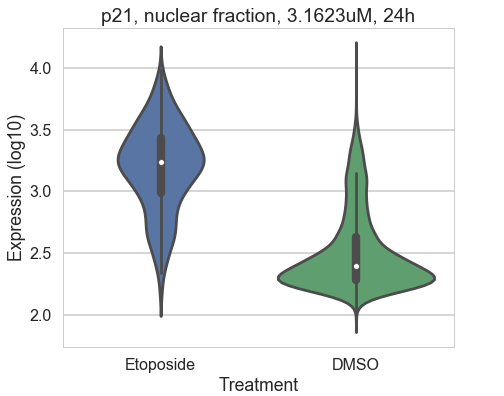 p21, nuclear fraction, 3.1623uM, 24h
Expression (log10)
4.0
3.5
3.0
2.5
2.0
Etoposide
DMSO
Treatment